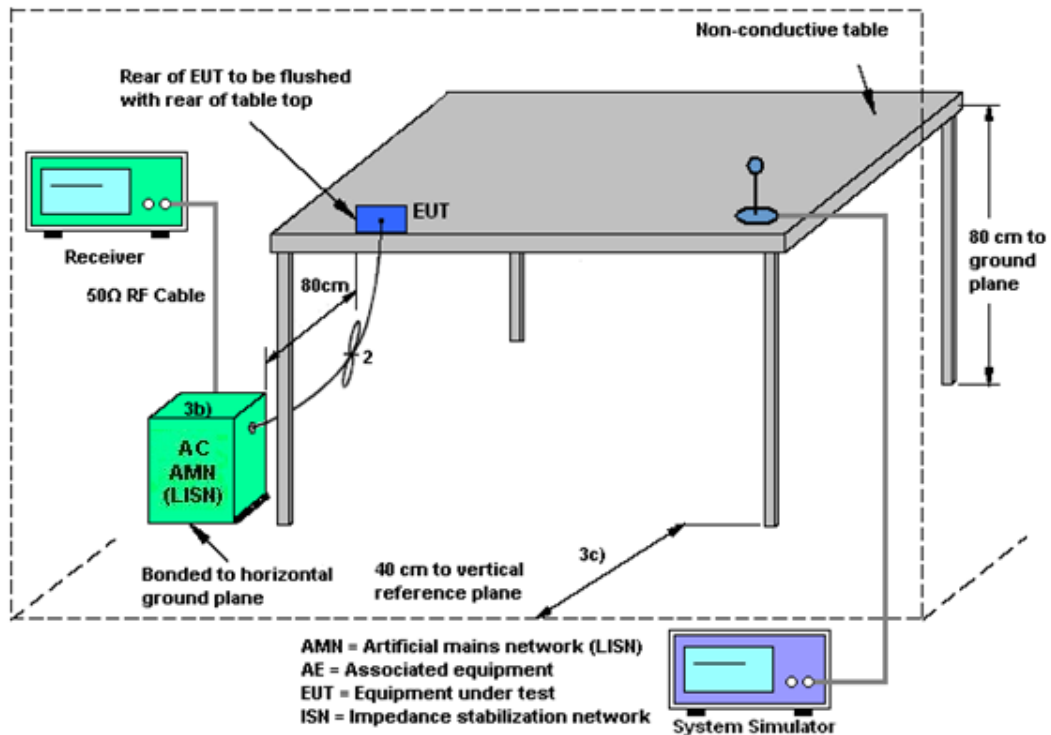 Non-conductive table
Rear of EUT to be flushed
with rear of table top
EUT
Receiver
50Ω RF Cable
80cm
2
80 cm to
ground
plane
3b)
AC
AMN
(LISN)
3c)
Bonded to horizontal
ground plane
40 cm to vertical
reference plane
AMN = Artificial mains network (LISN)
AE = Associated equipment
EUT = Equipment under test
ISN = Impedance stabilization network
System Simulator